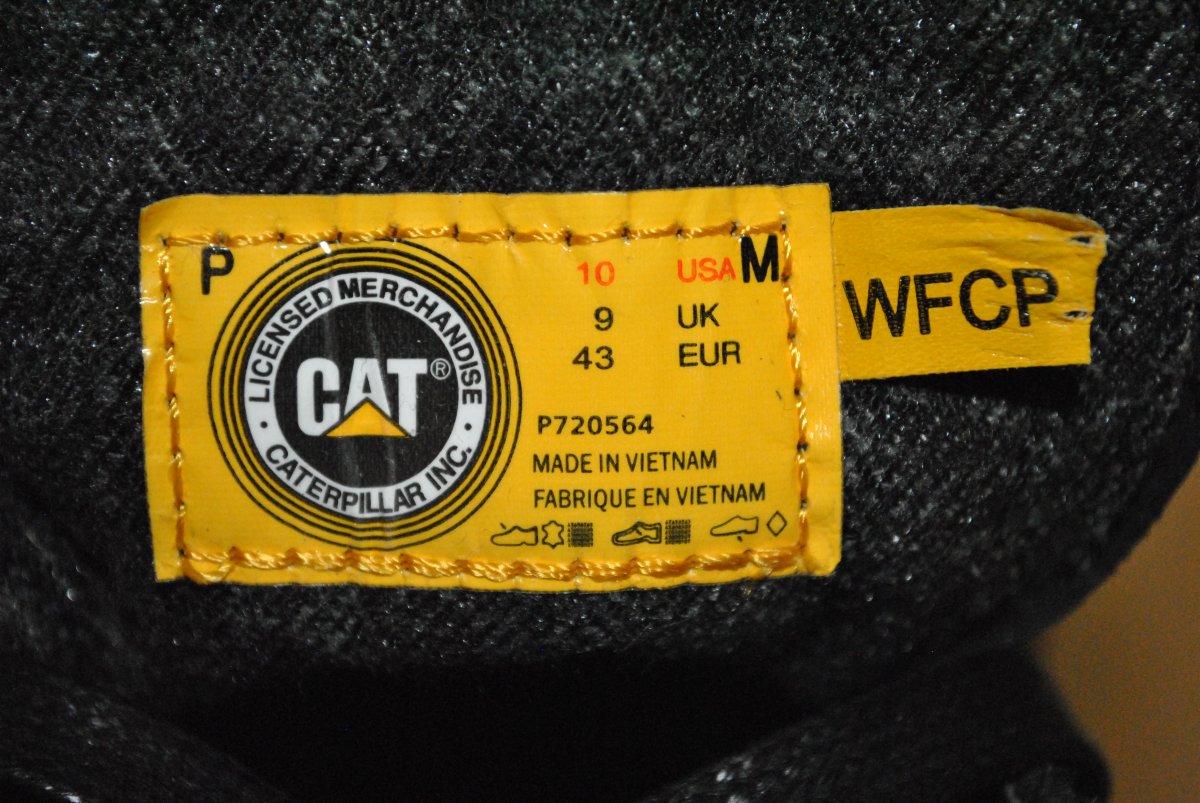 P
LICENSED MERCHANDISE
CAT®
CATERPILLAR INC.
10 USA M
9 UK
43 EUR
P720564
MADE IN VIETNAM
FABRIQUE EN VIETNAM
WFCP